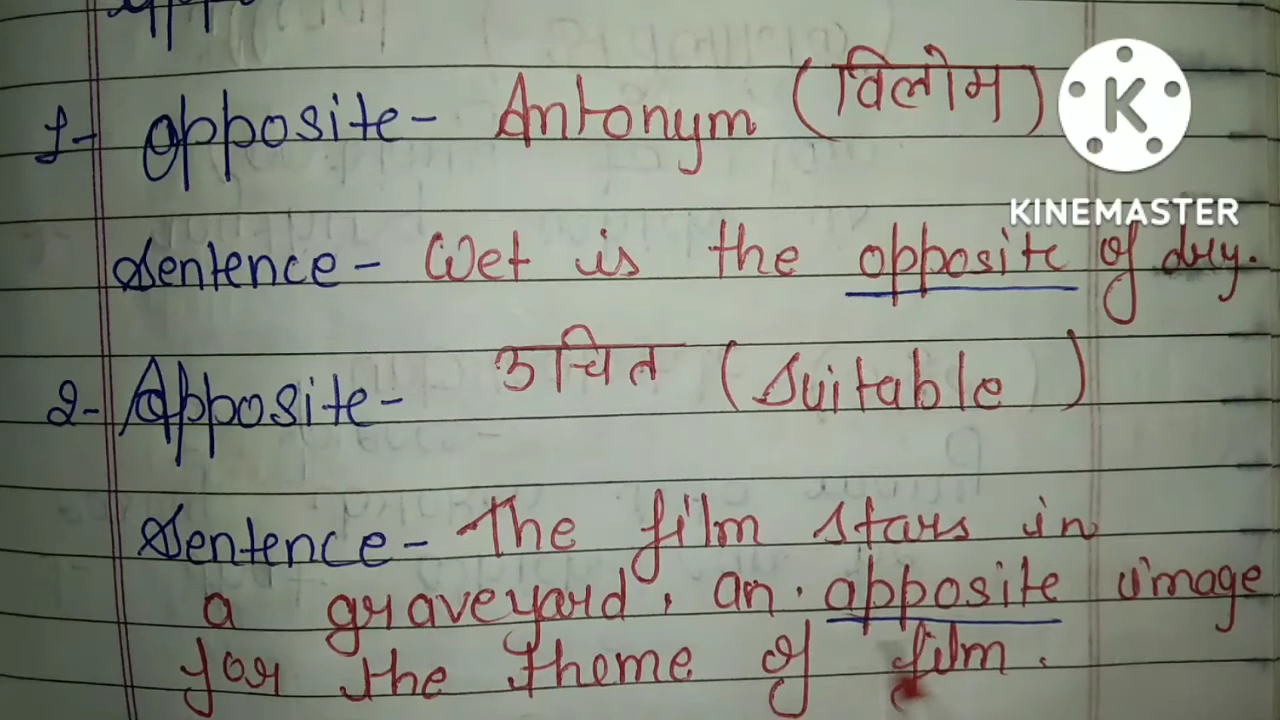 1- Opposite - Antonym (विलोम)
KINEMASTER
Sentence - Wet is the opposite of dry.
2- Apposite - उचित (Suitable)
Sentence - The film stars in
a graveyard, an apposite image
for the theme of film.